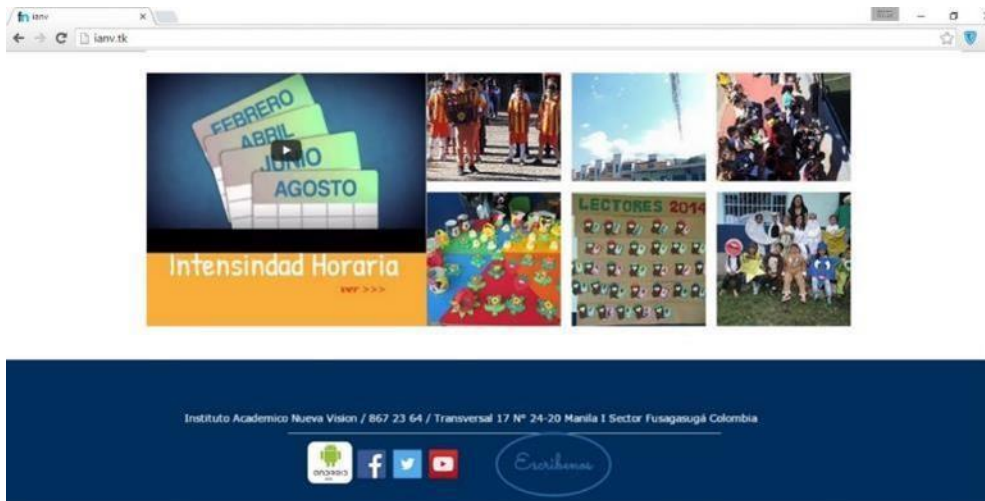 ianv
ianv.tk
FEBRERO
ABRIL
JUNIO
AGOSTO
Intensindad Horaria
ver >>>
LECTORES 2014
Instituto Academico Nueva Vision / 867 23 64 / Transversal 17 N° 24-20 Manila I Sector Fusagasugá Colombia
ANDROID
Escribenos